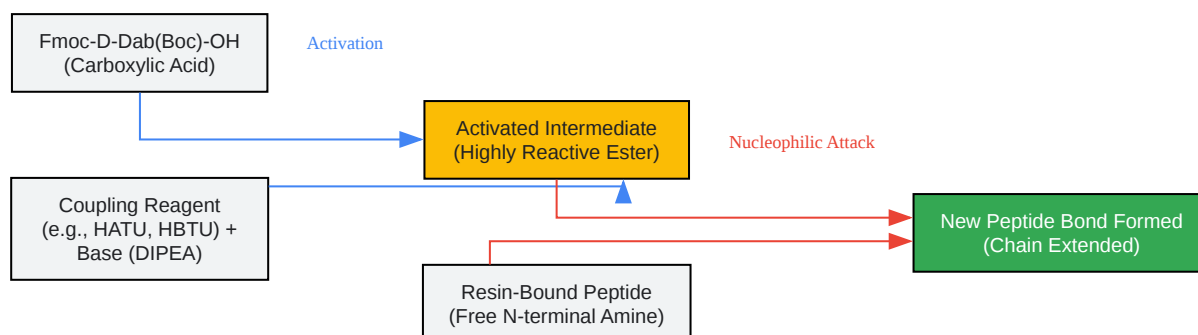 Fmoc-D-Dab(Boc)-OH
(Carboxylic Acid)
Activation
Activated Intermediate
(Highly Reactive Ester)
Nucleophilic Attack
Coupling Reagent
(e.g., HATU, HBTU) +
Base (DIPEA)
New Peptide Bond Formed
(Chain Extended)
Resin-Bound Peptide
(Free N-terminal Amine)